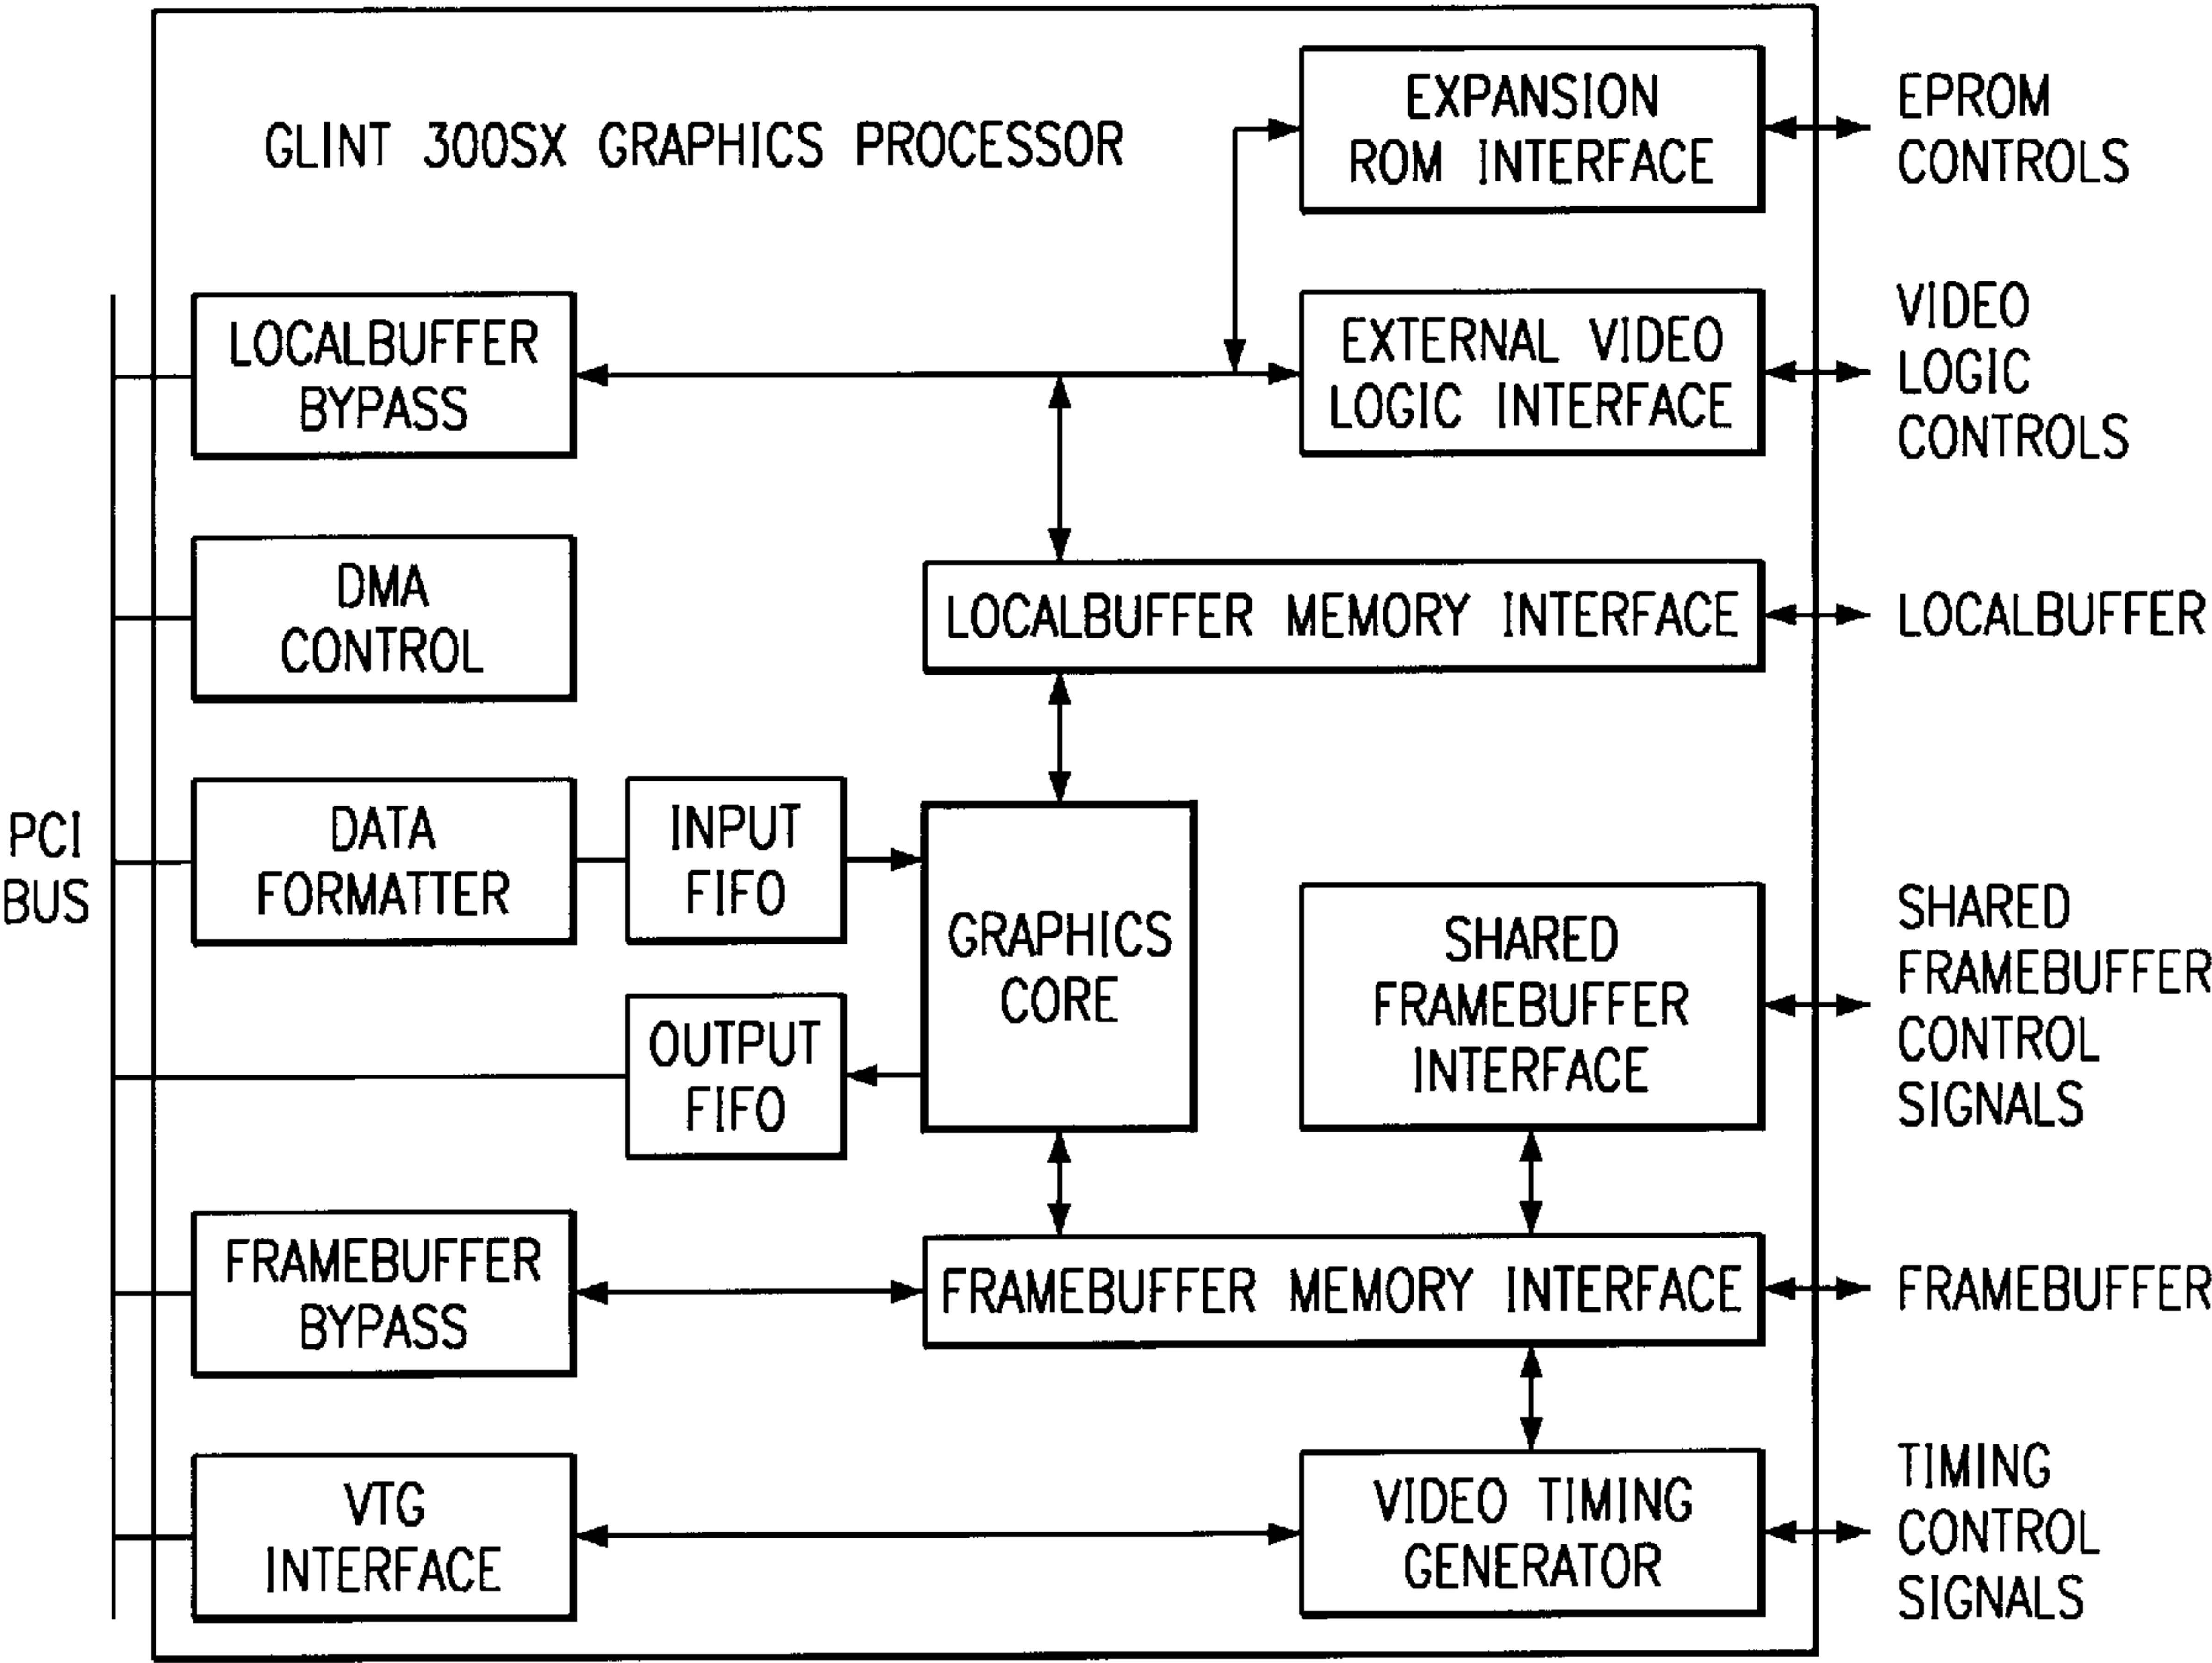 GLINT 300SX GRAPHICS PROCESSOR
EXPANSION
ROM INTERFACE
EPROM
CONTROLS
LOCALBUFFER
BYPASS
EXTERNAL VIDEO
LOGIC INTERFACE
VIDEO
LOGIC
CONTROLS
DMA
CONTROL
LOCALBUFFER MEMORY INTERFACE
LOCALBUFFER
PCI
BUS
DATA
FORMATTER
INPUT
FIFO
GRAPHICS
CORE
OUTPUT
FIFO
SHARED
FRAMEBUFFER
INTERFACE
SHARED
FRAMEBUFFER
CONTROL
SIGNALS
FRAMEBUFFER
BYPASS
FRAMEBUFFER MEMORY INTERFACE
FRAMEBUFFER
VTG
INTERFACE
VIDEO TIMING
GENERATOR
TIMING
CONTROL
SIGNALS